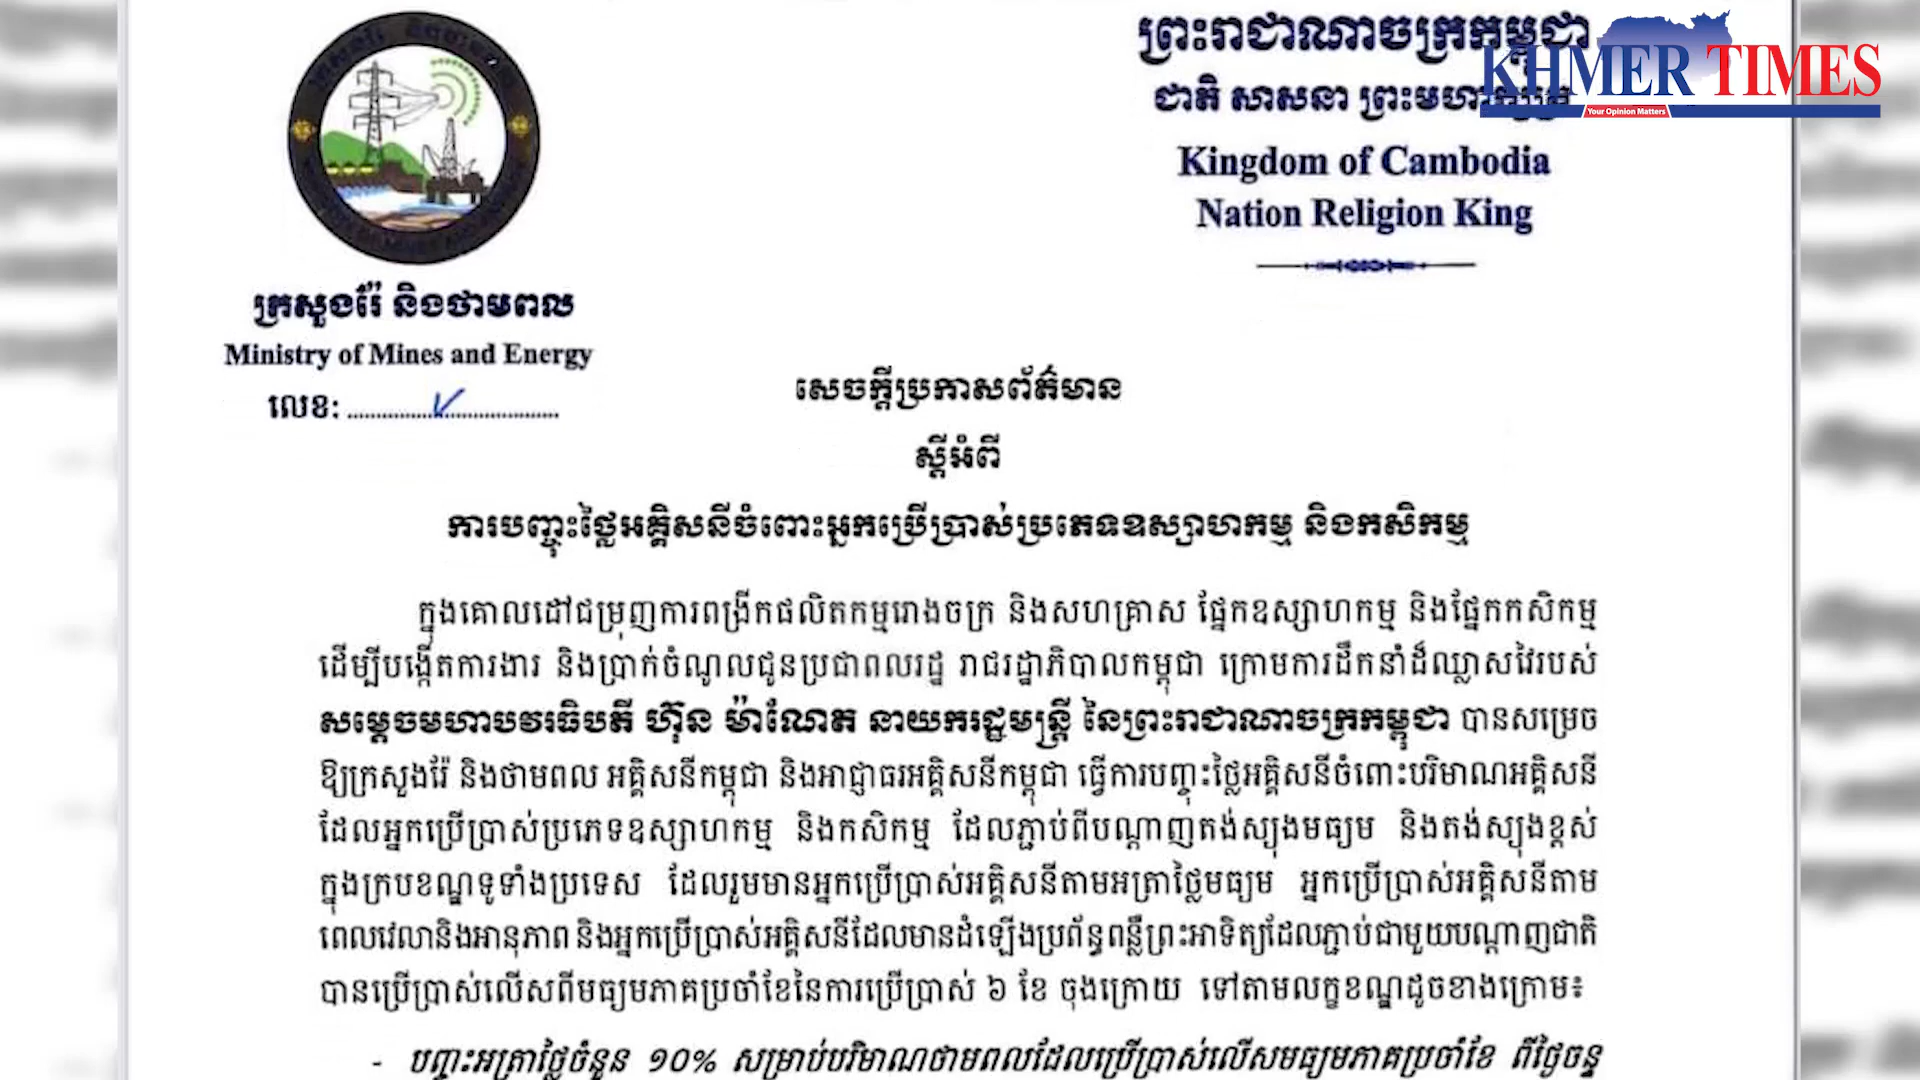 ព្រះរាជាណាចក្រកម្ពុជា
ជាតិ សាសនា ព្រះមហាក្សត្រ
Kingdom of Cambodia
Nation Religion King
KHMER TIMES
Your Opinion Matters
ក្រសួងរ៉ែ និងថាមពល
Ministry of Mines and Energy
លេខ: ................................
សេចក្តីប្រកាសព័ត៌មាន
ស្តីអំពី
ការបញ្ចុះថ្លៃអគ្គិសនីចំពោះអ្នកប្រើប្រាស់ប្រភេទឧស្សាហកម្ម និងកសិកម្ម
ក្នុងគោលដៅជម្រុញការពង្រីកផលិតកម្មរោងចក្រ និងសហគ្រាស ផ្នែកឧស្សាហកម្ម និងផ្នែកកសិកម្ម
ដើម្បីបង្កើតការងារ និងប្រាក់ចំណូលជូនប្រជាពលរដ្ឋ រាជរដ្ឋាភិបាលកម្ពុជា ក្រោមការដឹកនាំដ៏ឈ្លាសវៃរបស់
សម្តេចមហាបវរធិបតី ហ៊ុន ម៉ាណែត នាយករដ្ឋមន្ត្រី នៃព្រះរាជាណាចក្រកម្ពុជា បានសម្រេច
ឱ្យក្រសួងរ៉ែ និងថាមពល អគ្គិសនីកម្ពុជា និងអាជ្ញាធរអគ្គិសនីកម្ពុជា ធ្វើការបញ្ចុះថ្លៃអគ្គិសនីចំពោះបរិមាណអគ្គិសនី
ដែលអ្នកប្រើប្រាស់ប្រភេទឧស្សាហកម្ម និងកសិកម្ម ដែលភ្ជាប់ពីបណ្តាញតង់ស្យុងមធ្យម និងតង់ស្យុងខ្ពស់
ក្នុងក្របខណ្ឌទូទាំងប្រទេស ដែលរួមមានអ្នកប្រើប្រាស់អគ្គិសនីតាមអត្រាថ្លៃមធ្យម អ្នកប្រើប្រាស់អគ្គិសនីតាម
ពេលវេលានិងអានុភាព និងអ្នកប្រើប្រាស់អគ្គិសនីដែលមានដំឡើងប្រព័ន្ធពន្លឺព្រះអាទិត្យដែលភ្ជាប់ជាមួយបណ្តាញជាតិ
បានប្រើប្រាស់លើសពីមធ្យមភាគប្រចាំខែនៃការប្រើប្រាស់ ៦ ខែ ចុងក្រោយ ទៅតាមលក្ខខណ្ឌដូចខាងក្រោម៖
- បញ្ចុះអត្រាថ្លៃចំនួន ១០% សម្រាប់បរិមាណថាមពលដែលប្រើប្រាស់លើសមធ្យមភាគប្រចាំខែ ពីថ្ងៃចន្ទ